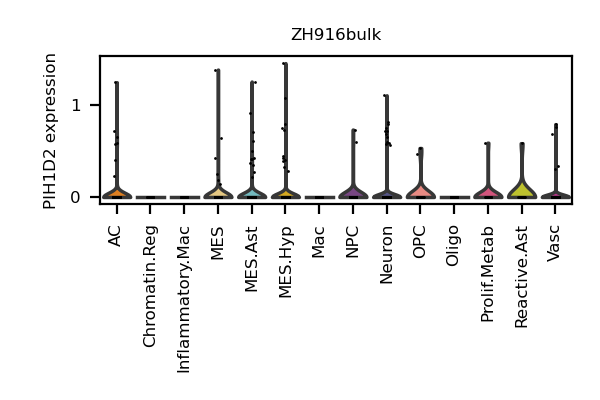 ZH916bulk
PIH1D2 expression
1
0
AC
Chromatin.Reg
Inflammatory.Mac
MES
MES.Ast
MES.Hyp
Mac
NPC
Neuron
OPC
Oligo
Prolif.Metab
Reactive.Ast
Vasc